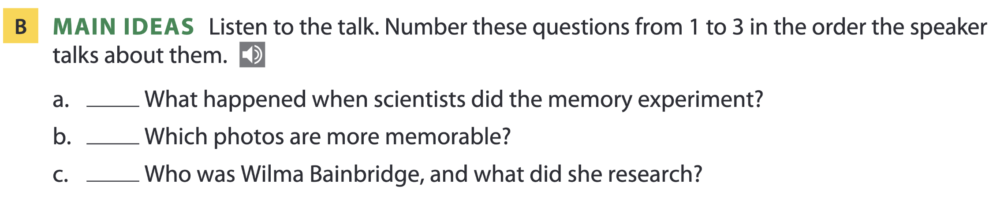 B MAIN IDEAS Listen to the talk. Number these questions from 1 to 3 in the order the speaker
talks about them.
a. _____ What happened when scientists did the memory experiment?
b. _____ Which photos are more memorable?
c. _____ Who was Wilma Bainbridge, and what did she research?